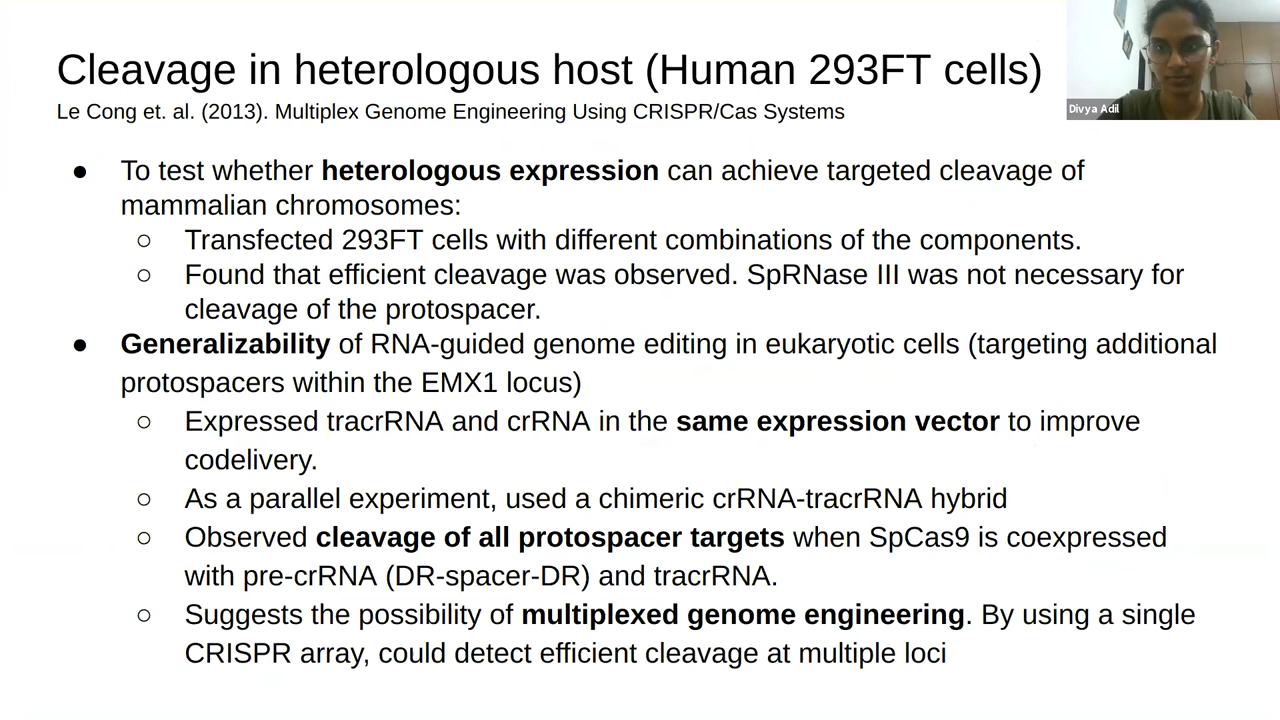 Cleavage in heterologous host (Human 293FT cells)
Le Cong et. al. (2013). Multiplex Genome Engineering Using CRISPR/Cas Systems
Divya Adil
● To test whether heterologous expression can achieve targeted cleavage of
mammalian chromosomes:
○ Transfected 293FT cells with different combinations of the components.
○ Found that efficient cleavage was observed. SpRNase III was not necessary for
cleavage of the protospacer.
● Generalizability of RNA-guided genome editing in eukaryotic cells (targeting additional
protospacers within the EMX1 locus)
○ Expressed tracrRNA and crRNA in the same expression vector to improve
codelivery.
○ As a parallel experiment, used a chimeric crRNA-tracrRNA hybrid
○ Observed cleavage of all protospacer targets when SpCas9 is coexpressed
with pre-crRNA (DR-spacer-DR) and tracrRNA.
○ Suggests the possibility of multiplexed genome engineering. By using a single
CRISPR array, could detect efficient cleavage at multiple loci